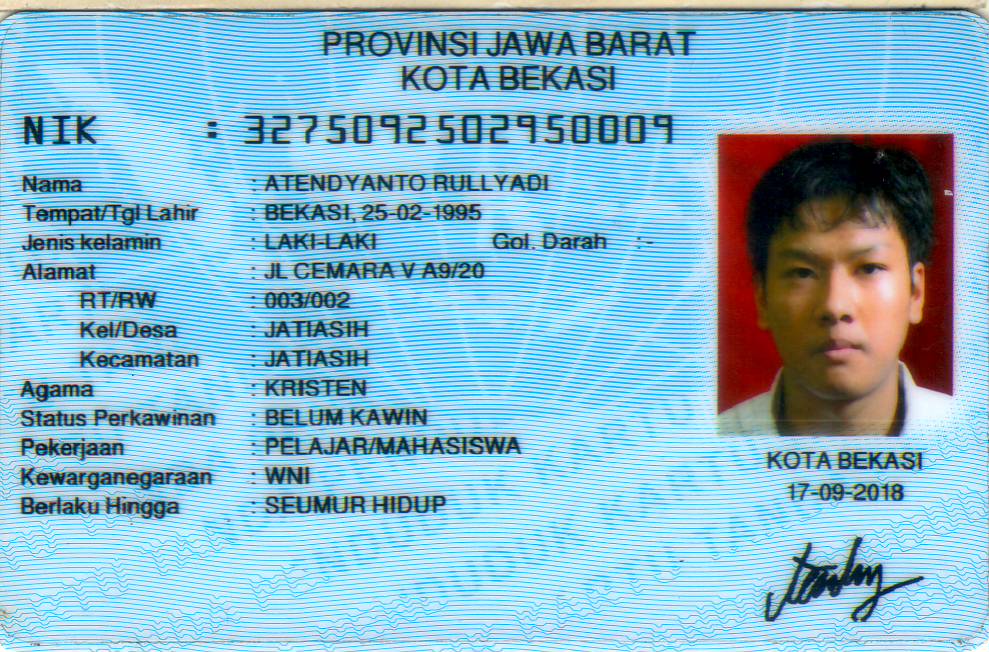 PROVINSI JAWA BARAT
KOTA BEKASI
NIK : 3275092502950009
Nama : ATENDYANTO RULLYADI
Tempat/Tgl Lahir : BEKASI, 25-02-1995
Jenis kelamin : LAKI-LAKI Gol. Darah :-
Alamat : JL CEMARA V A9/20
RT/RW : 003/002
Kel/Desa : JATIASIH
Kecamatan : JATIASIH
Agama : KRISTEN
Status Perkawinan : BELUM KAWIN
Pekerjaan : PELAJAR/MAHASISWA
Kewarganegaraan : WNI
Berlaku Hingga : SEUMUR HIDUP
KOTA BEKASI
17-09-2018